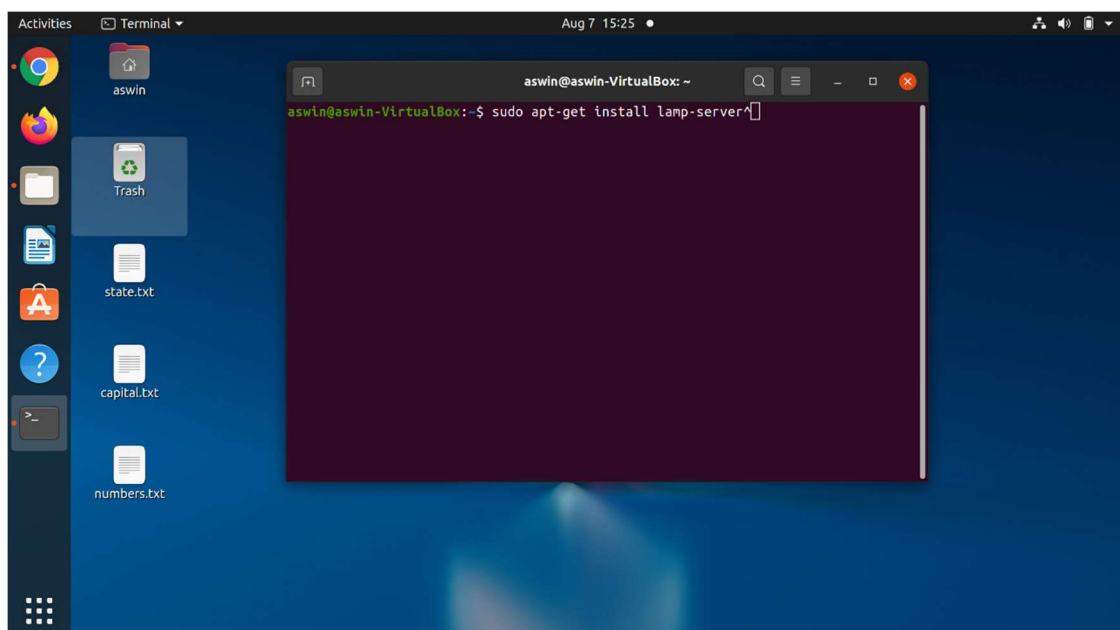 Activities
Terminal
Aug 7 15:25
aswin
Trash
state.txt
capital.txt
numbers.txt
aswin@aswin-VirtualBox: ~
aswin@aswin-VirtualBox:~$ sudo apt-get install lamp-server^